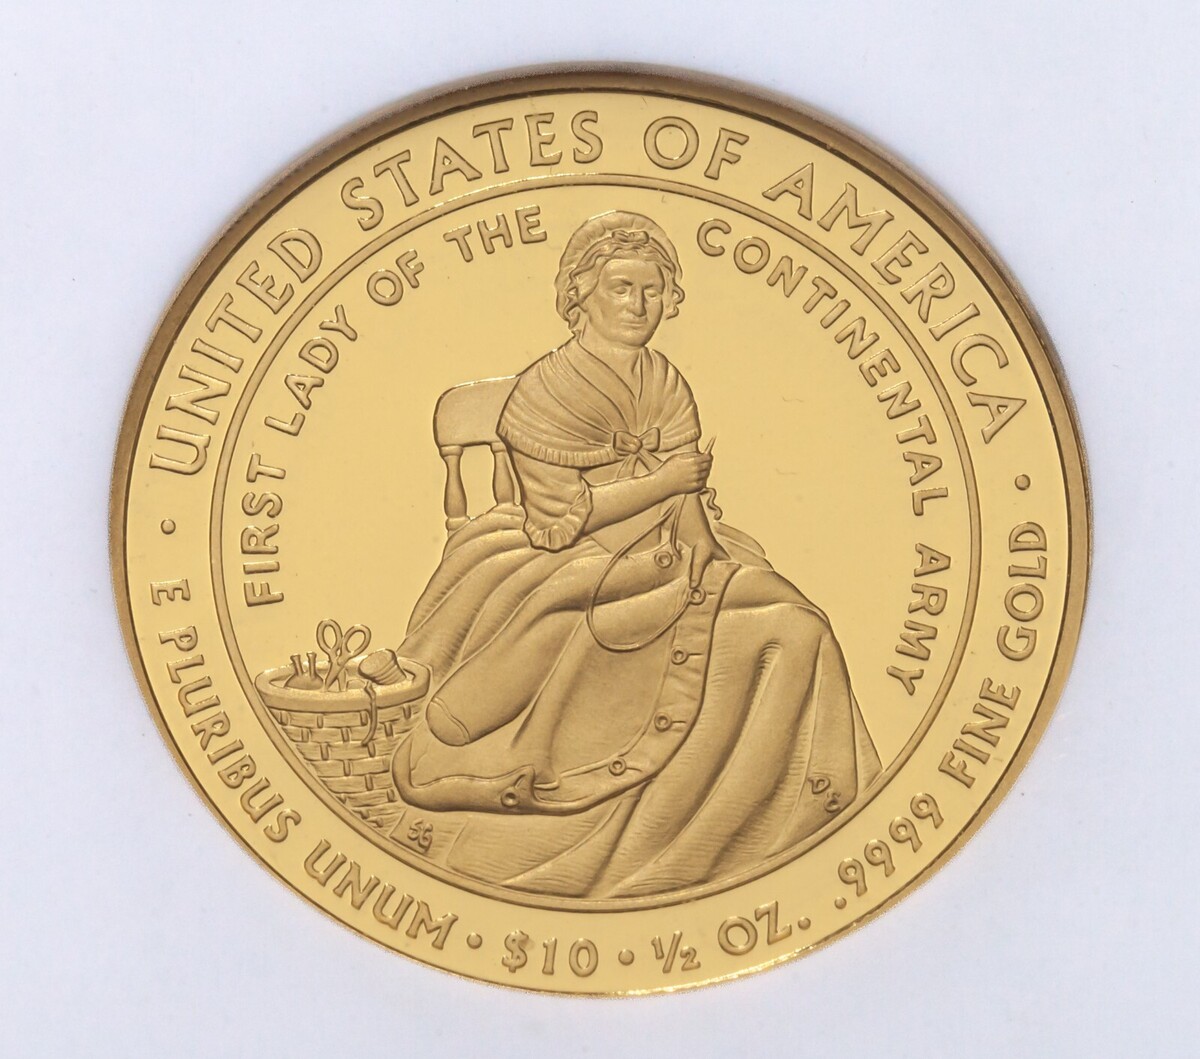 UNITED STATES OF AMERICA
FIRST LADY OF THE CONTINENTAL ARMY
E PLURIBUS UNUM · $10 · ½ OZ. .9999 FINE GOLD
SG
DE